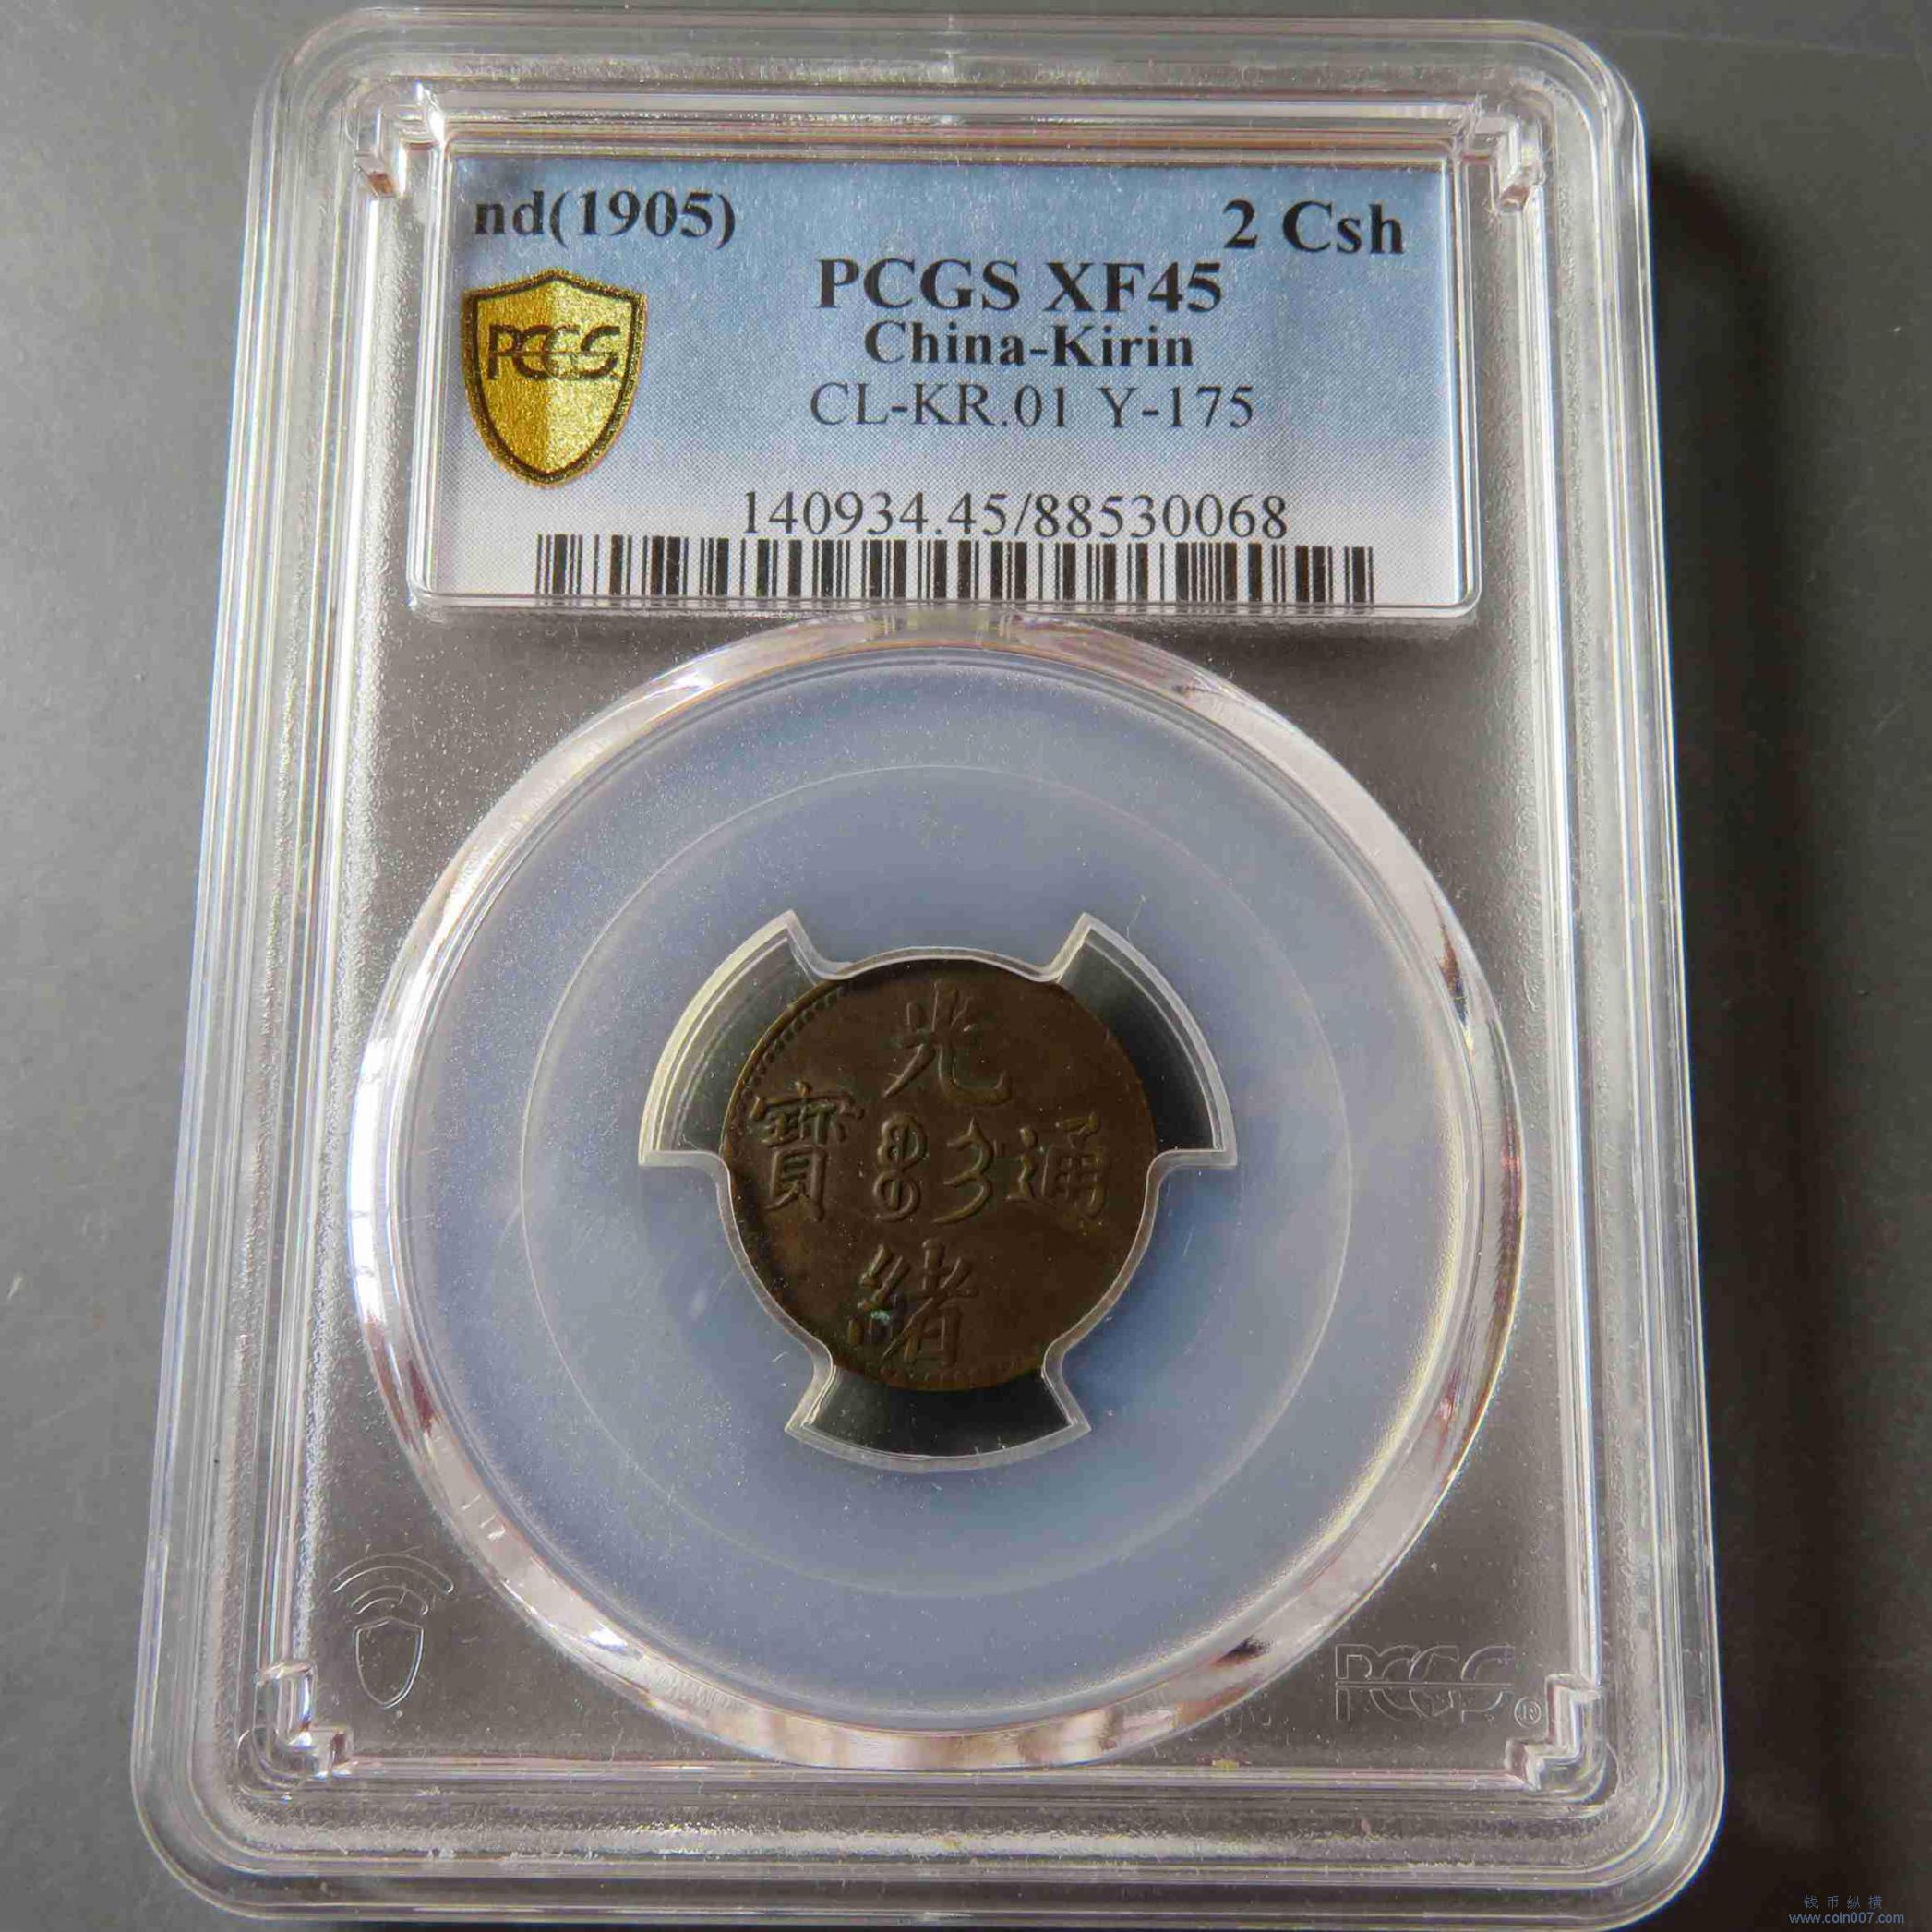 nd(1905)
2 Csh
PCGS XF45
China-Kirin
CL-KR.01 Y-175
PCGS
140934.45/88530068
光
寶 通
緒
PCGS ®
钱币纵横
www.coin007.com